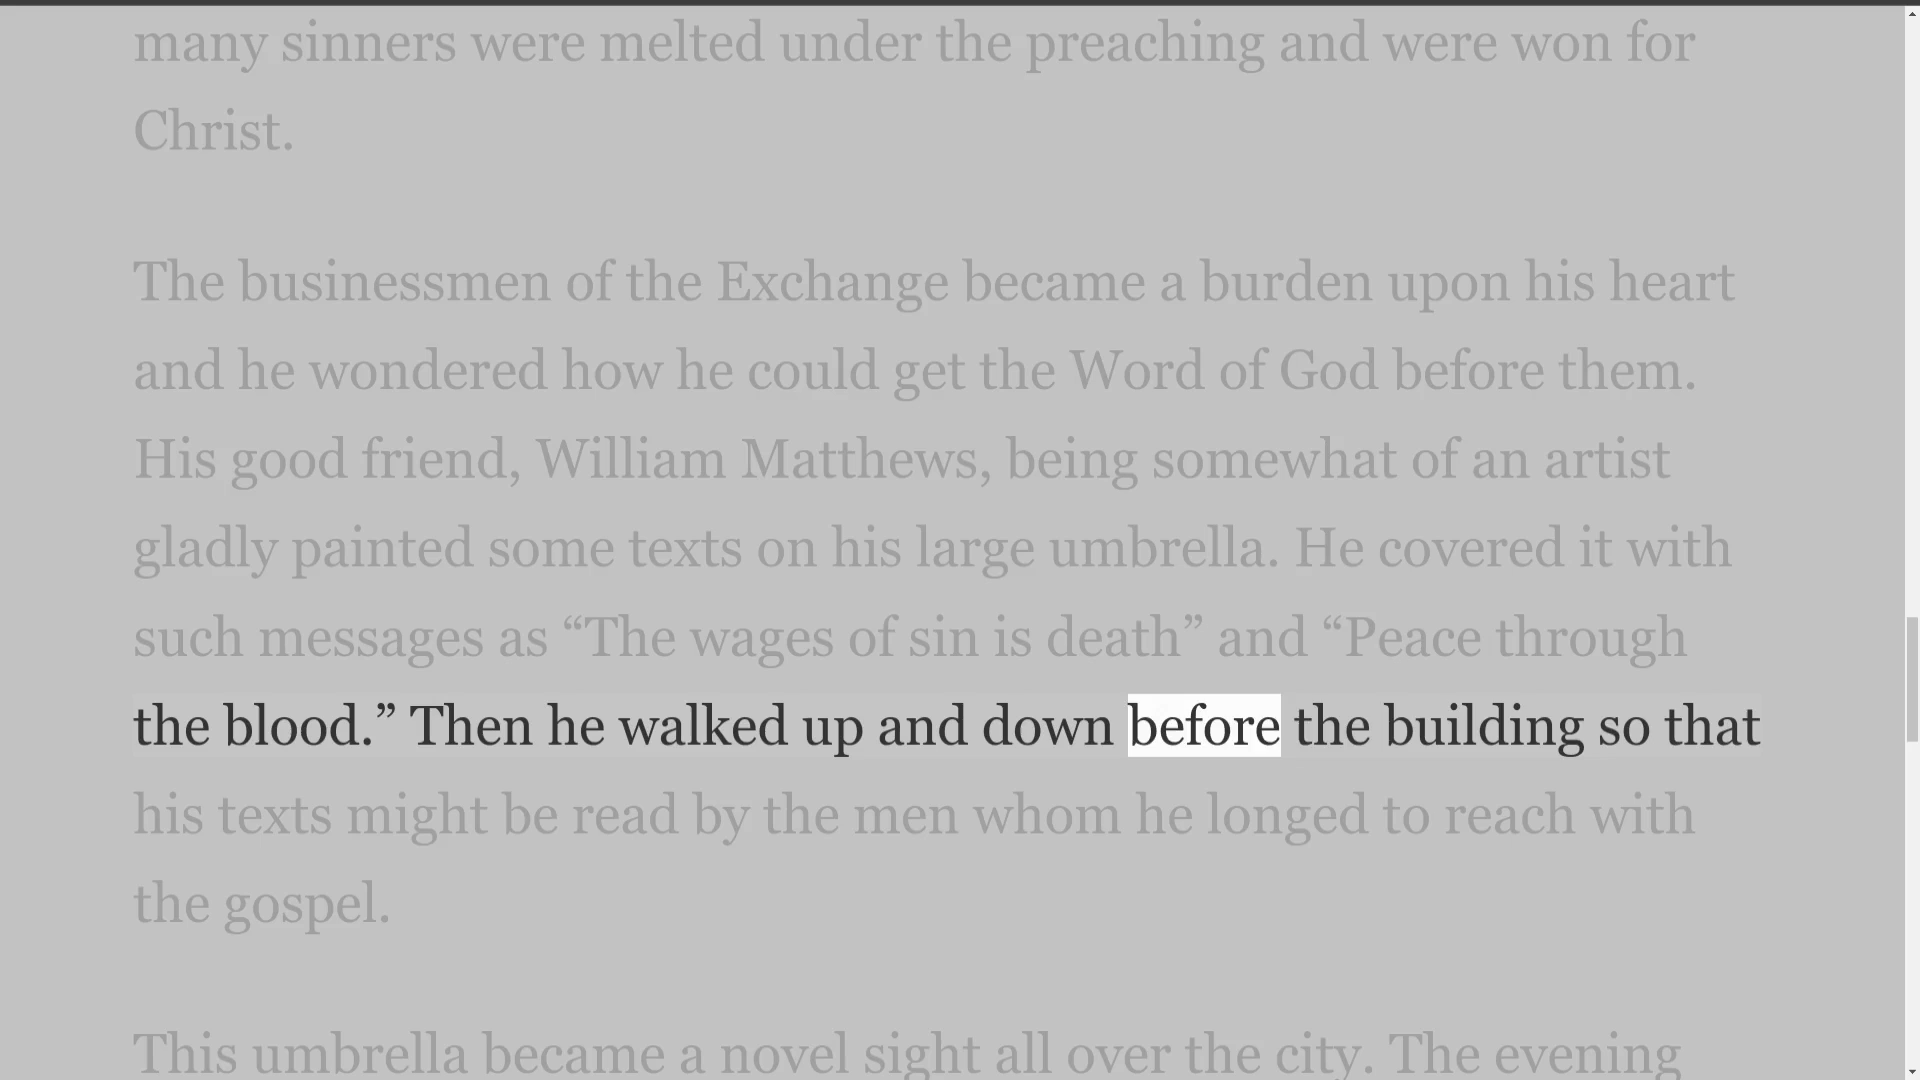 many sinners were melted under the preaching and were won for
Christ.
The businessmen of the Exchange became a burden upon his heart
and he wondered how he could get the Word of God before them.
His good friend, William Matthews, being somewhat of an artist
gladly painted some texts on his large umbrella. He covered it with
such messages as “The wages of sin is death” and “Peace through
the blood.” Then he walked up and down before the building so that
his texts might be read by the men whom he longed to reach with
the gospel.
This umbrella became a novel sight all over the city. The evening